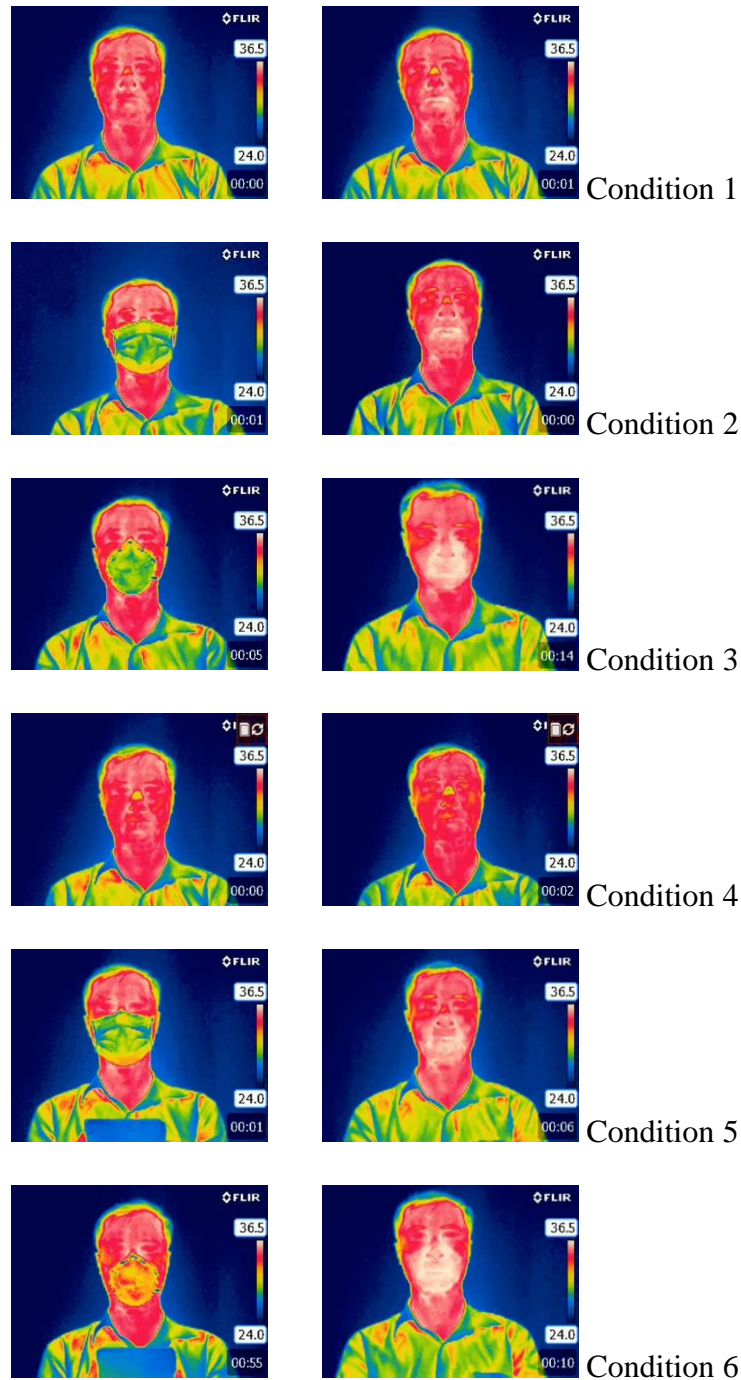 FLIR FLIR
36.5 36.5
24.0 24.0
00:00 00:01 Condition 1
FLIR FLIR
36.5 36.5
24.0 24.0
00:01 00:00 Condition 2
FLIR FLIR
36.5 36.5
24.0 24.0
00:05 00:14 Condition 3
36.5 36.5
24.0 24.0
00:00 00:02 Condition 4
FLIR FLIR
36.5 36.5
24.0 24.0
00:01 00:06 Condition 5
FLIR FLIR
36.5 36.5
24.0 24.0
00:55 00:10 Condition 6